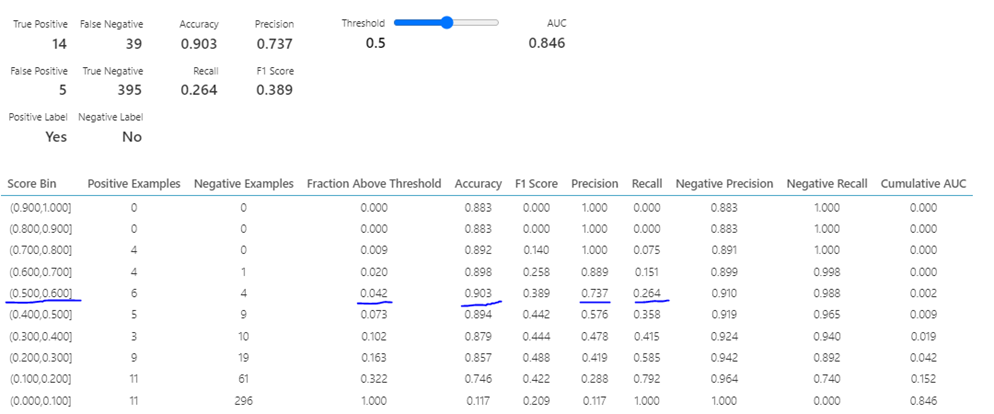 True Positive False Negative Accuracy Precision Threshold AUC
14 39 0.903 0.737 0.5 0.846
False Positive True Negative Recall F1 Score
5 395 0.264 0.389
Positive Label Negative Label
Yes No
Score Bin Positive Examples Negative Examples Fraction Above Threshold Accuracy F1 Score Precision Recall Negative Precision Negative Recall Cumulative AUC
(0.900,1.000] 0 0 0.000 0.883 0.000 1.000 0.000 0.883 1.000 0.000
(0.800,0.900] 0 0 0.000 0.883 0.000 1.000 0.000 0.883 1.000 0.000
(0.700,0.800] 4 0 0.009 0.892 0.140 1.000 0.075 0.891 1.000 0.000
(0.600,0.700] 4 1 0.020 0.898 0.258 0.889 0.151 0.899 0.998 0.000
(0.500,0.600] 6 4 0.042 0.903 0.389 0.737 0.264 0.910 0.988 0.002
(0.400,0.500] 5 9 0.073 0.894 0.442 0.576 0.358 0.919 0.965 0.009
(0.300,0.400] 3 10 0.102 0.879 0.444 0.478 0.415 0.924 0.940 0.019
(0.200,0.300] 9 19 0.163 0.857 0.488 0.419 0.585 0.942 0.892 0.042
(0.100,0.200] 11 61 0.322 0.746 0.422 0.288 0.792 0.964 0.740 0.152
(0.000,0.100] 11 296 1.000 0.117 0.209 0.117 1.000 1.000 0.000 0.846